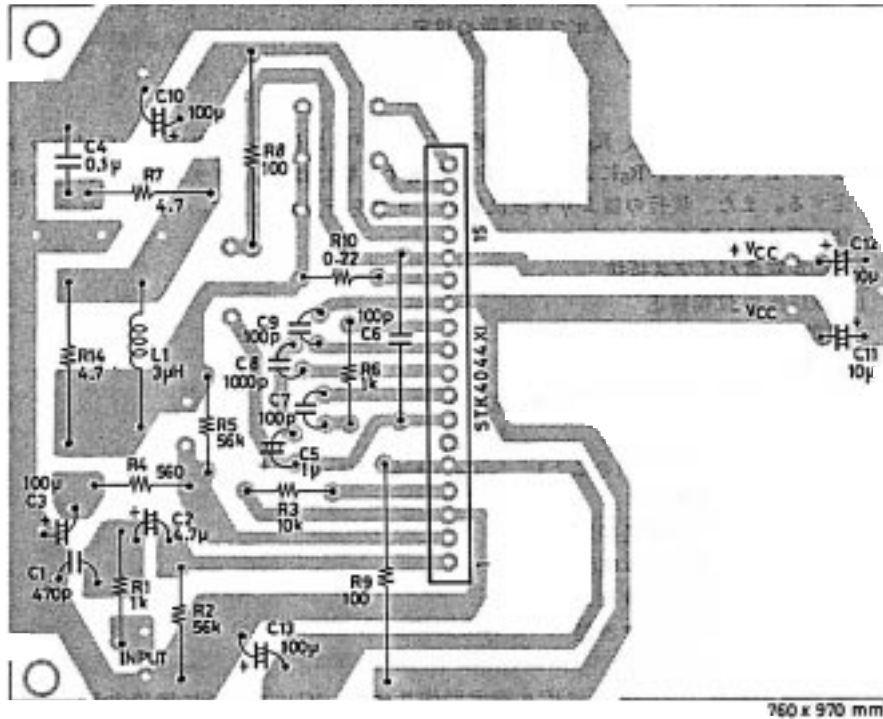 C10
100μ
C4
0.1μ
R7
4.7
R8
100
15
R10
0.22
+ VCC
C12
10μ
- VCC
C11
10μ
R14
4.7
L1
3μH
C9
100p
100p
C6
C8
1000p
R6
1k
C7
100p
STK4044XI
R5
56k
C5
1μ
R4
560
100μ
C3
C2
4.7μ
R3
10k
C1
470p
R1
1k
R2
56k
R9
100
1
C13
100μ
INPUT
760 x 970 mm